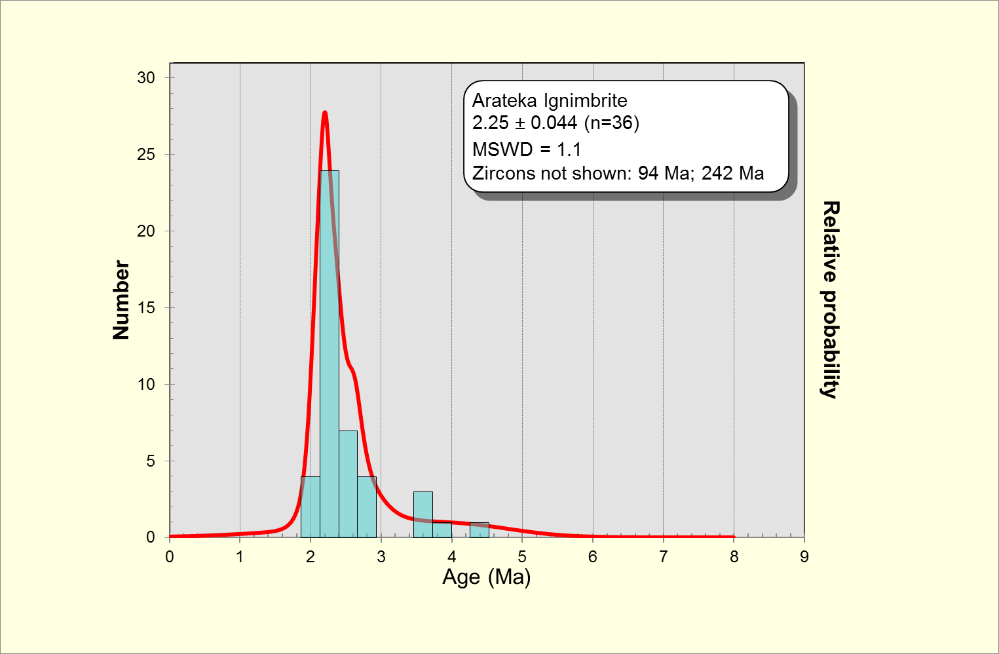 30
25
20
15
10
5
0
Number
Arateka Ignimbrite
2.25 ± 0.044 (n=36)
MSWD = 1.1
Zircons not shown: 94 Ma; 242 Ma
Relative probability
0 1 2 3 4 5 6 7 8 9
Age (Ma)